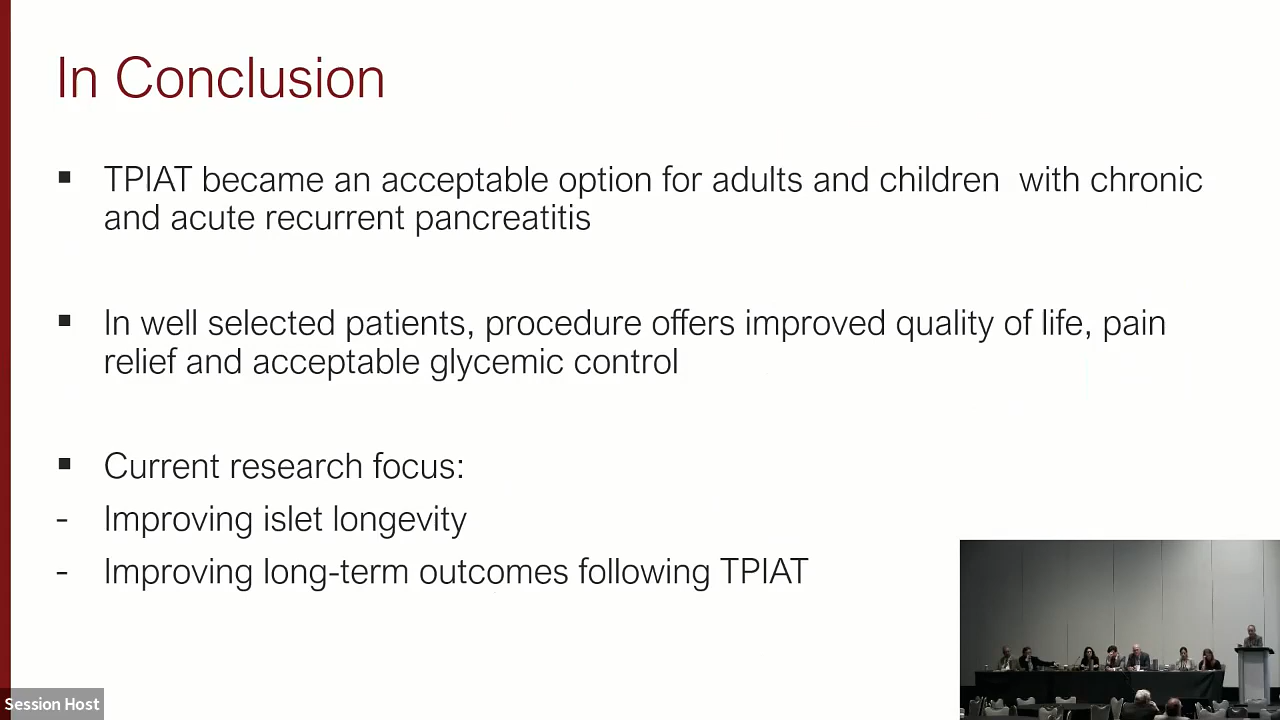 In Conclusion
▪ TPIAT became an acceptable option for adults and children  with chronic
and acute recurrent pancreatitis
▪ In well selected patients, procedure offers improved quality of life, pain
relief and acceptable glycemic control
▪ Current research focus:
- Improving islet longevity
- Improving long-term outcomes following TPIAT
Session Host